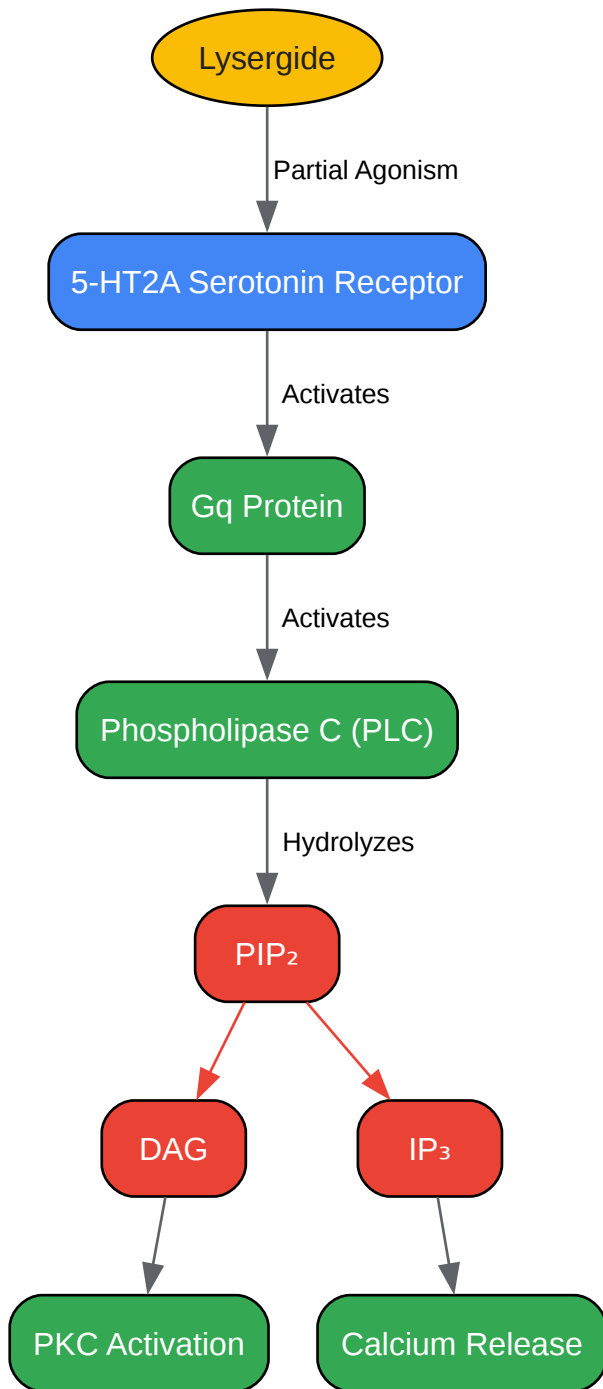 Lysergide
Partial Agonism
5-HT2A Serotonin Receptor
Activates
Gq Protein
Activates
Phospholipase C (PLC)
Hydrolyzes
PIP₂
DAG
IP₃
PKC Activation
Calcium Release